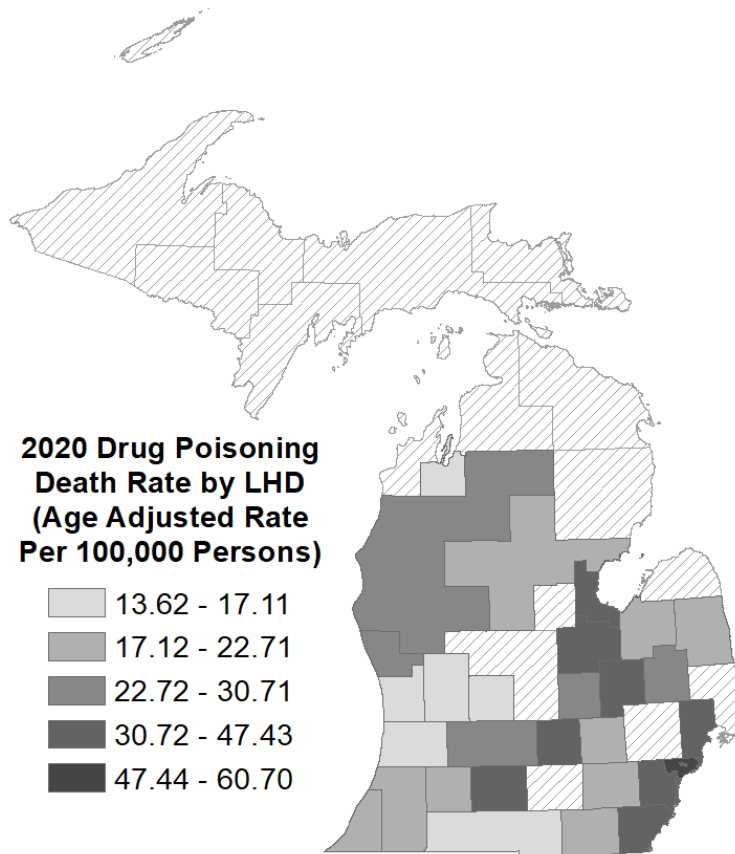 2020 Drug Poisoning
Death Rate by LHD
(Age Adjusted Rate
Per 100,000 Persons)
13.62 - 17.11
17.12 - 22.71
22.72 - 30.71
30.72 - 47.43
47.44 - 60.70